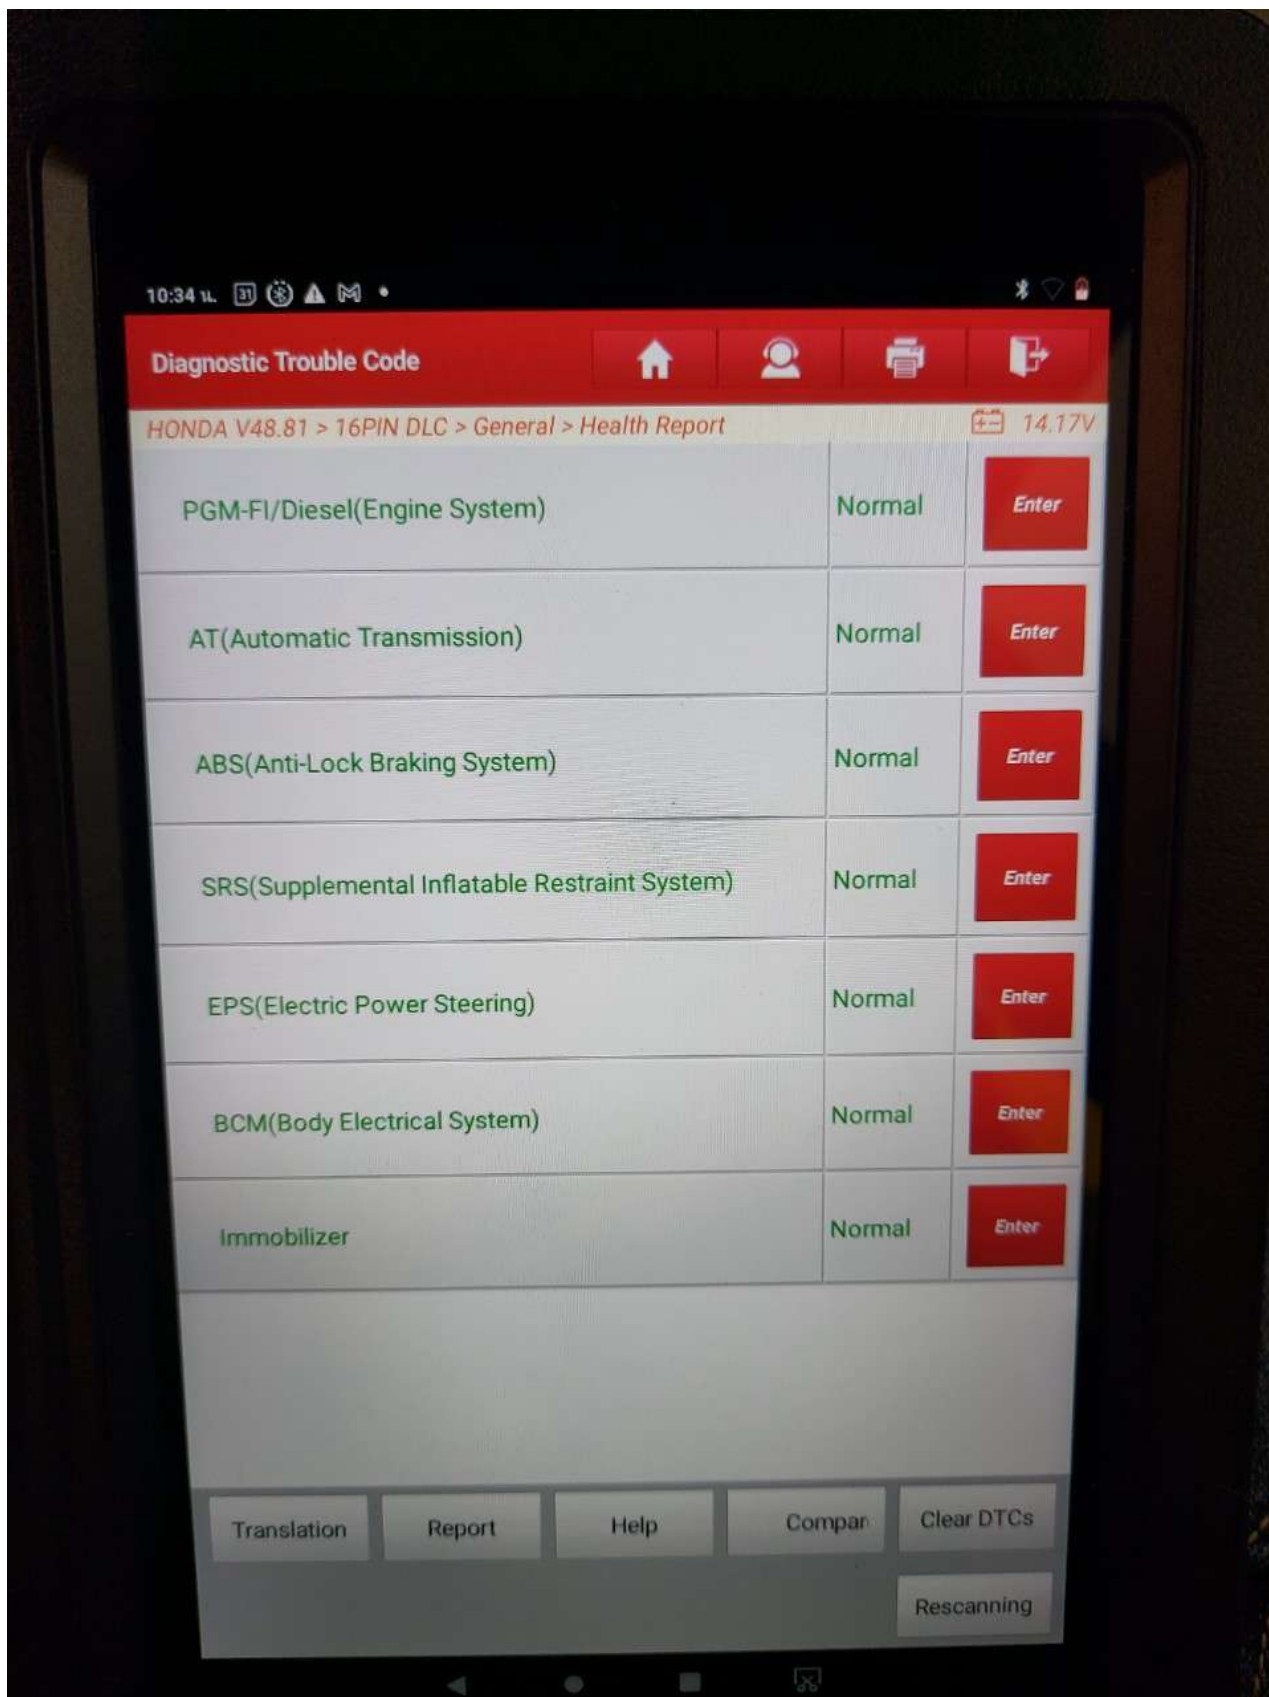 10:34 น. 31
Diagnostic Trouble Code
HONDA V48.81 > 16PIN DLC > General > Health Report 14.17V
PGM-FI/Diesel(Engine System) Normal Enter
AT(Automatic Transmission) Normal Enter
ABS(Anti-Lock Braking System) Normal Enter
SRS(Supplemental Inflatable Restraint System) Normal Enter
EPS(Electric Power Steering) Normal Enter
BCM(Body Electrical System) Normal Enter
Immobilizer Normal Enter
Translation Report Help Compar Clear DTCs
Rescanning